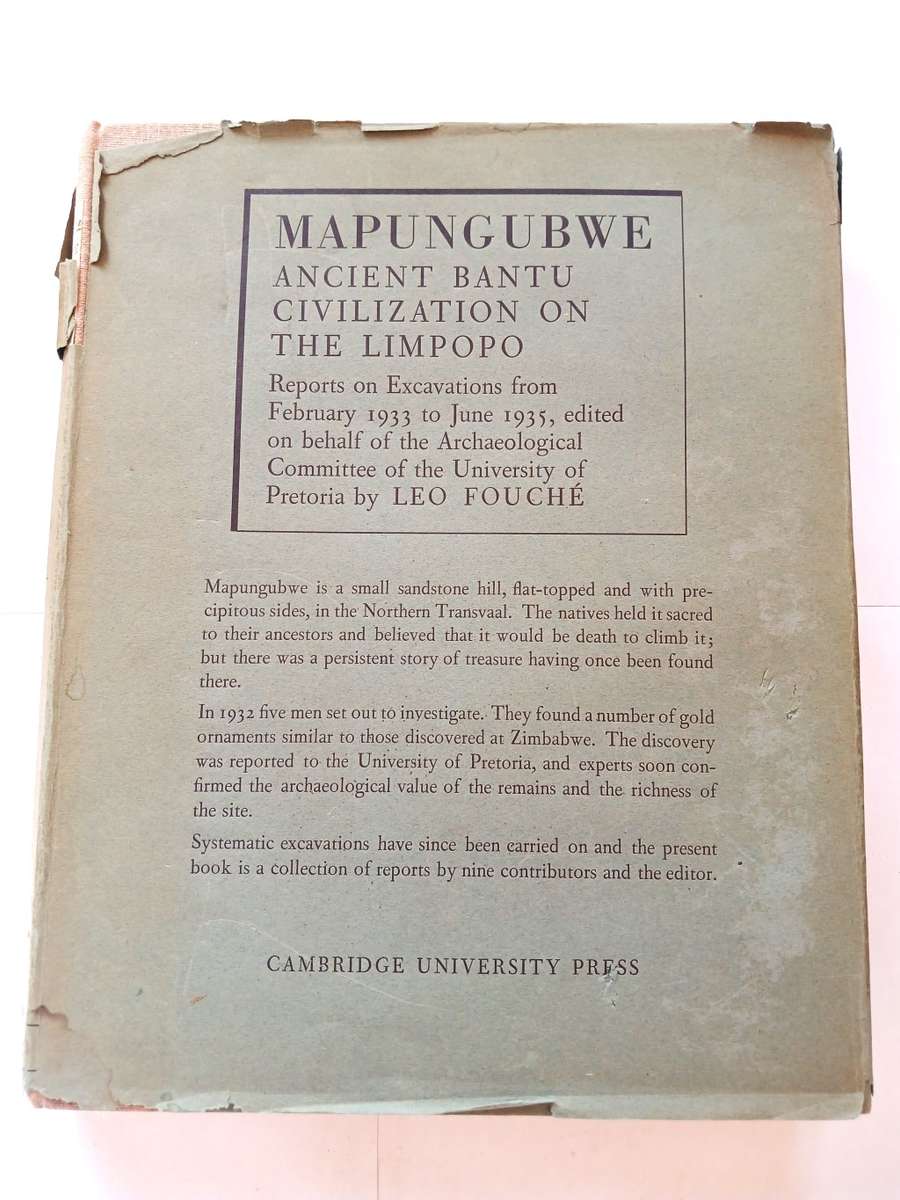 MAPUNGUBWE
ANCIENT BANTU
CIVILIZATION ON
THE LIMPOPO
Reports on Excavations from
February 1933 to June 1935, edited
on behalf of the Archaeological
Committee of the University of
Pretoria by LEO FOUCHÉ
Mapungubwe is a small sandstone hill, flat-topped and with pre-
cipitous sides, in the Northern Transvaal. The natives held it sacred
to their ancestors and believed that it would be death to climb it;
but there was a persistent story of treasure having once been found
there.
In 1932 five men set out to investigate. They found a number of gold
ornaments similar to those discovered at Zimbabwe. The discovery
was reported to the University of Pretoria, and experts soon con-
firmed the archaeological value of the remains and the richness of
the site.
Systematic excavations have since been carried on and the present
book is a collection of reports by nine contributors and the editor.
CAMBRIDGE UNIVERSITY PRESS